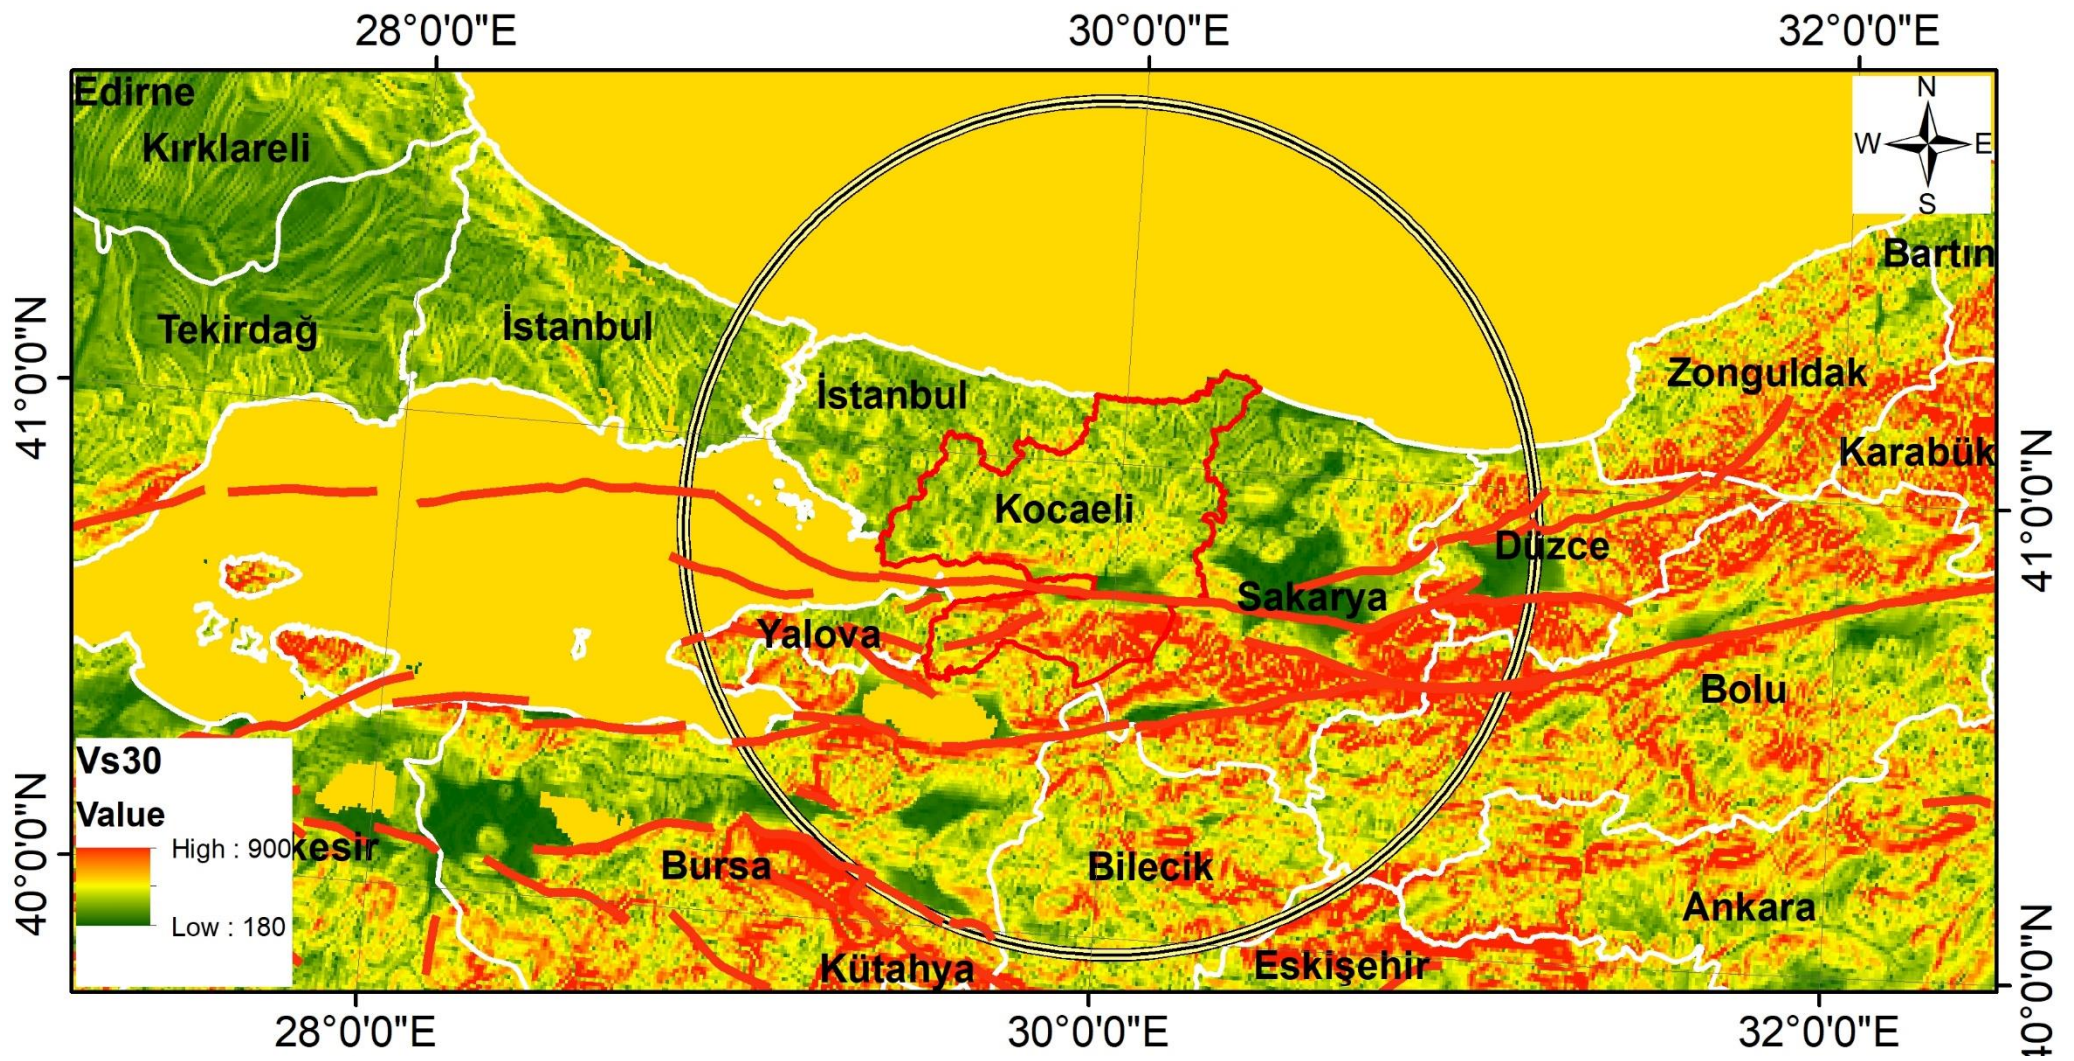 28°0'0"E
30°0'0"E
32°0'0"E
Edirne
N
W
E
S
Kırklareli
Bartın
41°0'0"N
Tekirdağ
İstanbul
İstanbul
Zonguldak
Karabük
41°0'0"N
Kocaeli
Düzce
Sakarya
Yalova
Bolu
Vs30
Value
High : 900
Low : 180
kesir
40°0'0"N
Bursa
Bilecik
Ankara
Kütahya
Eskişehir
40°0'0"N
28°0'0"E
30°0'0"E
32°0'0"E